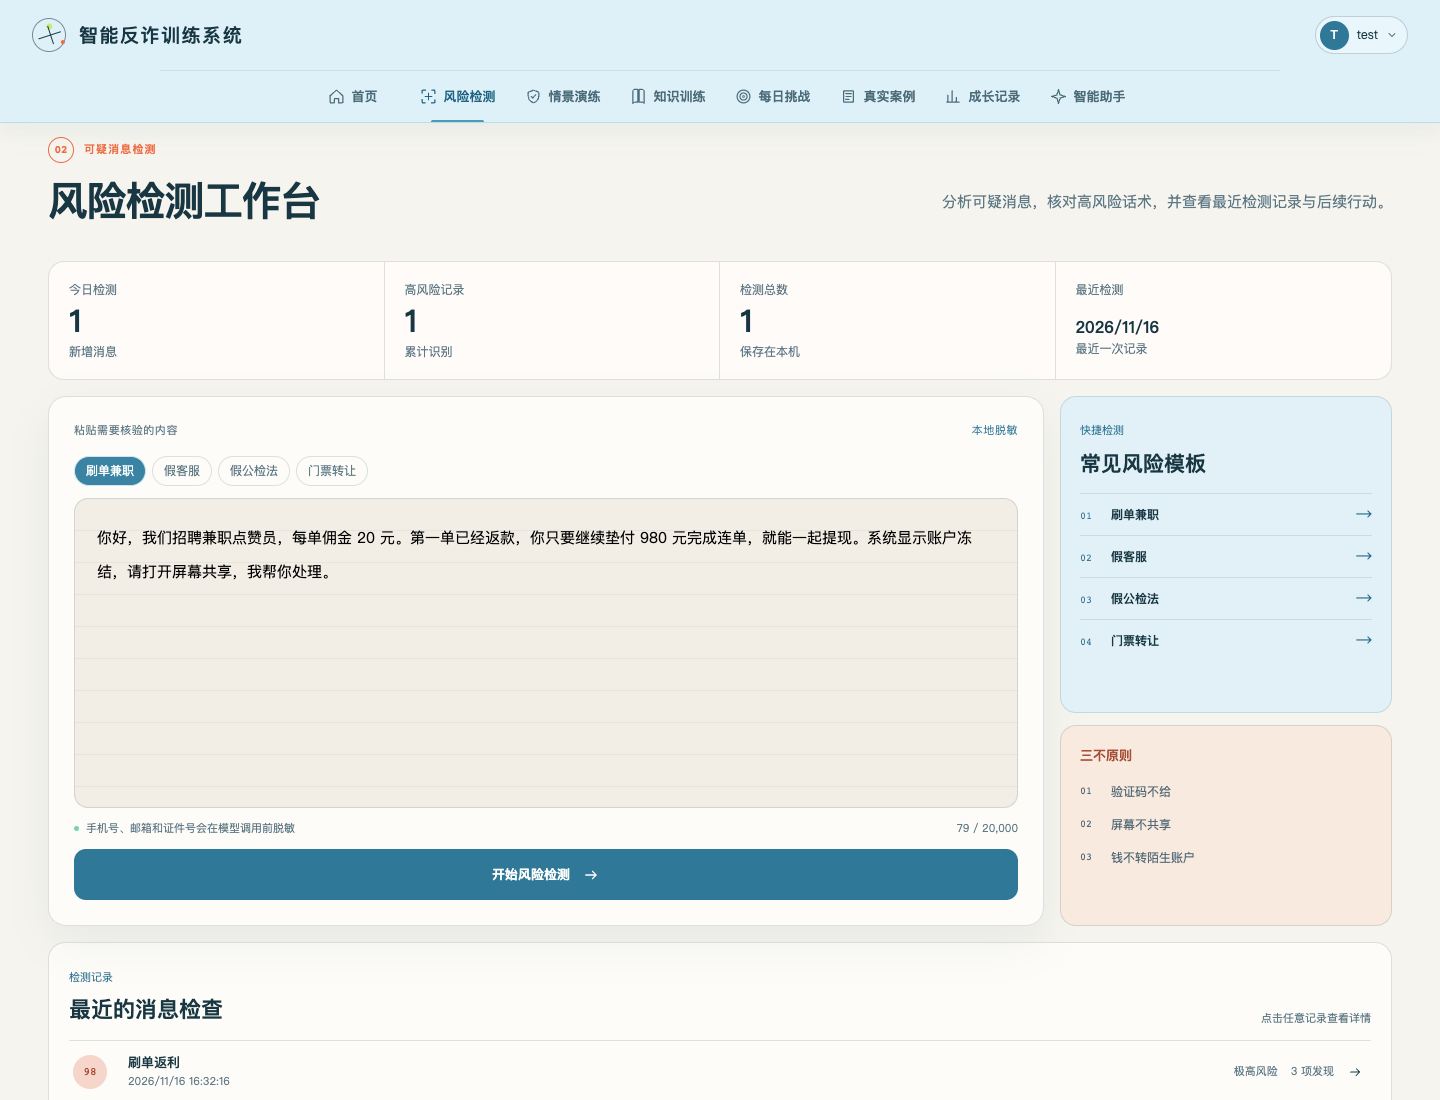 智能反诈训练系统
T test
首页 风险检测 情景演练 知识训练 每日挑战 真实案例 成长记录 智能助手
02 可疑消息检测
风险检测工作台
分析可疑消息，核对高风险话术，并查看最近检测记录与后续行动。
今日检测
1
新增消息
高风险记录
1
累计识别
检测总数
1
保存在本机
最近检测
2026/11/16
最近一次记录
粘贴需要核验的内容 本地脱敏
刷单兼职 假客服 假公检法 门票转让
你好，我们招聘兼职点赞员，每单佣金 20 元。第一单已经返款，你只要继续垫付 980 元完成连单，就能一起提现。系统显示账户冻
结，请打开屏幕共享，我帮你处理。
手机号、邮箱和证件号会在模型调用前脱敏 79 / 20,000
开始风险检测 →
快捷检测
常见风险模板
01 刷单兼职
02 假客服
03 假公检法
04 门票转让
三不原则
01 验证码不给
02 屏幕不共享
03 钱不转陌生账户
检测记录
最近的消息检查
点击任意记录查看详情
98 刷单返利
2026/11/16 16:32:16
极高风险 3 项发现 →